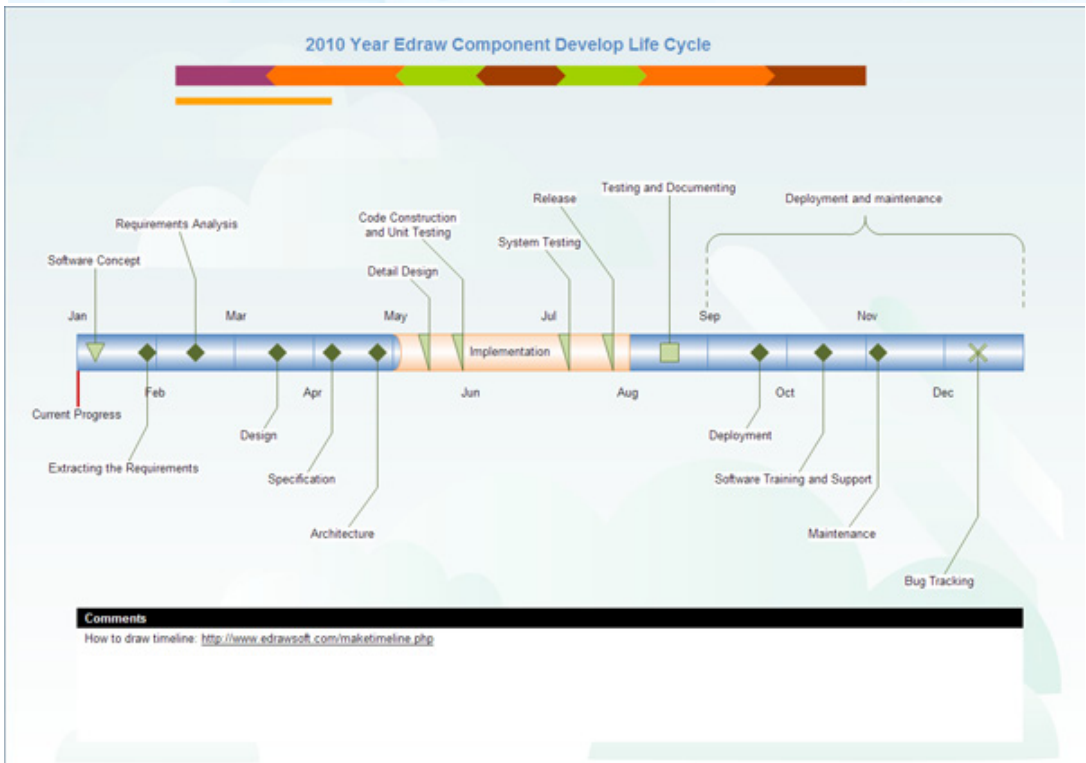 2010 Year Edraw Component Develop Life Cycle
Testing and Documenting
Release
Deployment and maintenance
Code Construction
and Unit Testing
Requirements Analysis
System Testing
Software Concept
Detail Design
Jan
Mar
May
Jul
Sep
Nov
Implementation
Feb
Apr
Jun
Aug
Oct
Dec
Current Progress
Design
Deployment
Extracting the Requirements
Specification
Software Training and Support
Architecture
Maintenance
Bug Tracking
Comments
How to draw timeline: http://www.edrawsoft.com/maketimeline.php